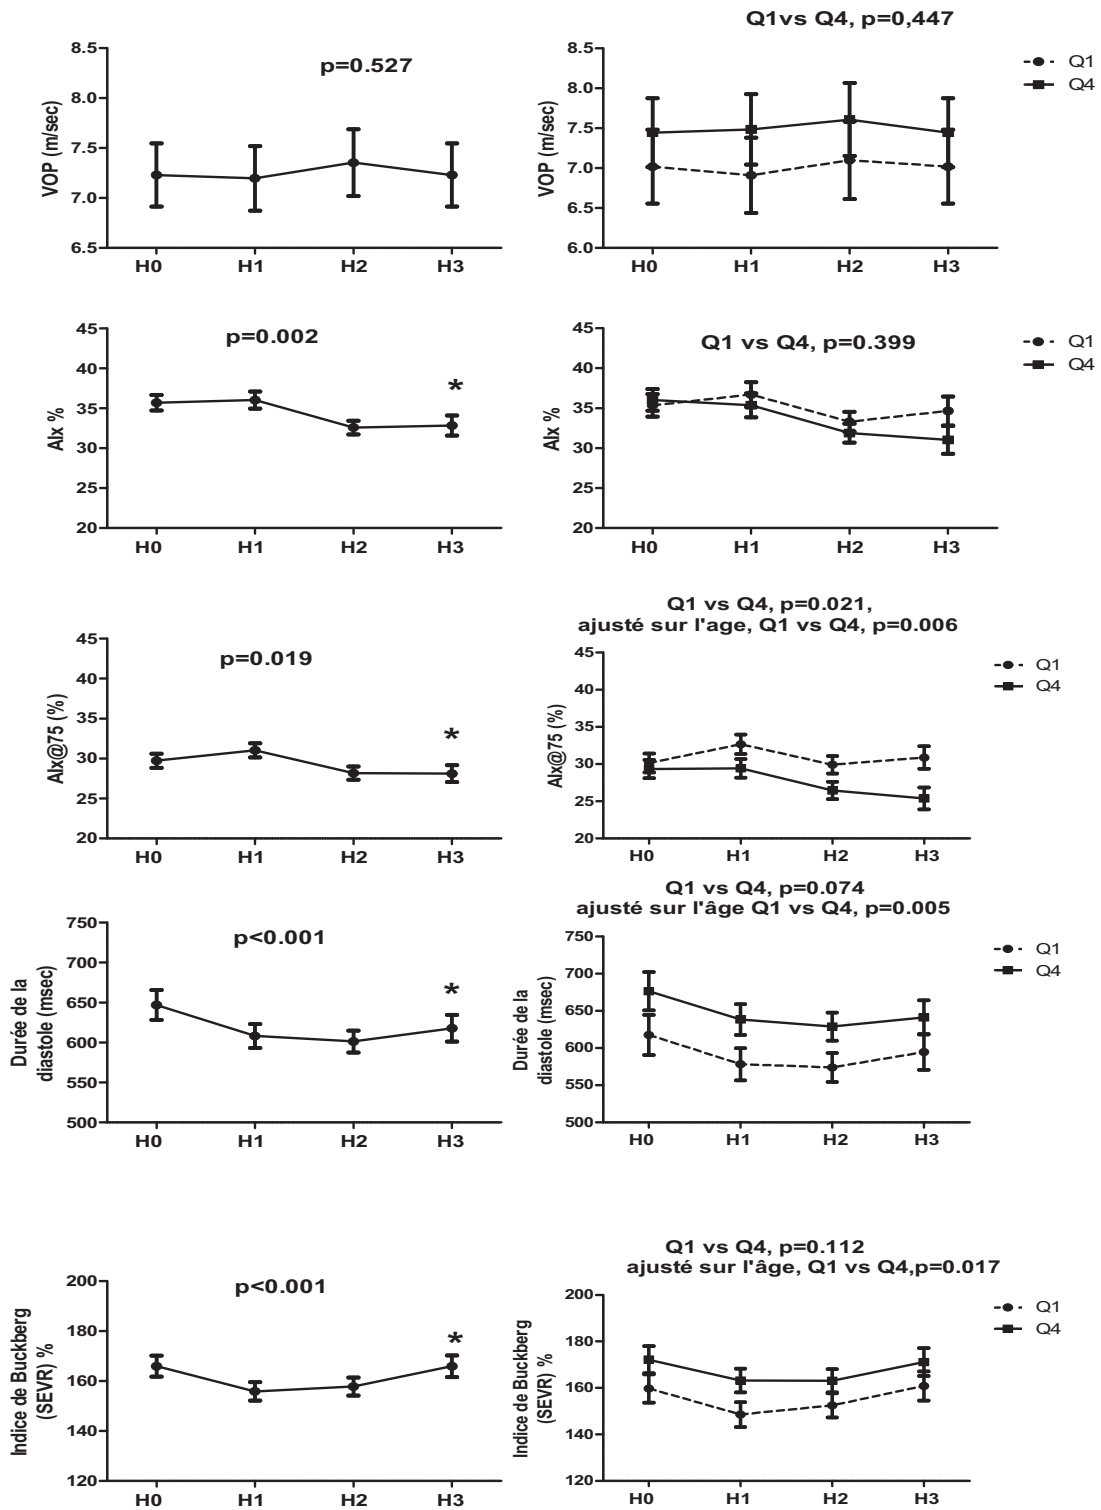 Q1vs Q4, p=0,447
p=0.527
VOP (m/sec)
8.5
8.0
7.5
7.0
6.5
H0 H1 H2 H3
VOP (m/sec)
8.5
8.0
7.5
7.0
6.5
6.0
H0 H1 H2 H3
Q1
Q4
p=0.002
AIx %
45
40
35
30
25
20
H0 H1 H2 H3
Q1 vs Q4, p=0.399
AIx %
45
40
35
30
25
20
H0 H1 H2 H3
Q1
Q4
p=0.019
AIx@75 (%)
45
40
35
30
25
20
H0 H1 H2 H3
*
*
Q1 vs Q4, p=0.021,
ajusté sur l'age, Q1 vs Q4, p=0.006
AIx@75 (%)
45
40
35
30
25
20
H0 H1 H2 H3
Q1
Q4
p<0.001
Durée de la
diastole (msec)
750
700
650
600
550
500
H0 H1 H2 H3
*
Q1 vs Q4, p=0.074
ajusté sur l'âge Q1 vs Q4, p=0.005
Durée de la
diastole (msec)
750
700
650
600
550
500
H0 H1 H2 H3
Q1
Q4
p<0.001
Indice de Buckberg
(SEVR) %
200
180
160
140
120
H0 H1 H2 H3
*
Q1 vs Q4, p=0.112
ajusté sur l'âge, Q1 vs Q4,p=0.017
Indice de Buckberg
(SEVR) %
200
180
160
140
120
H0 H1 H2 H3
Q1
Q4